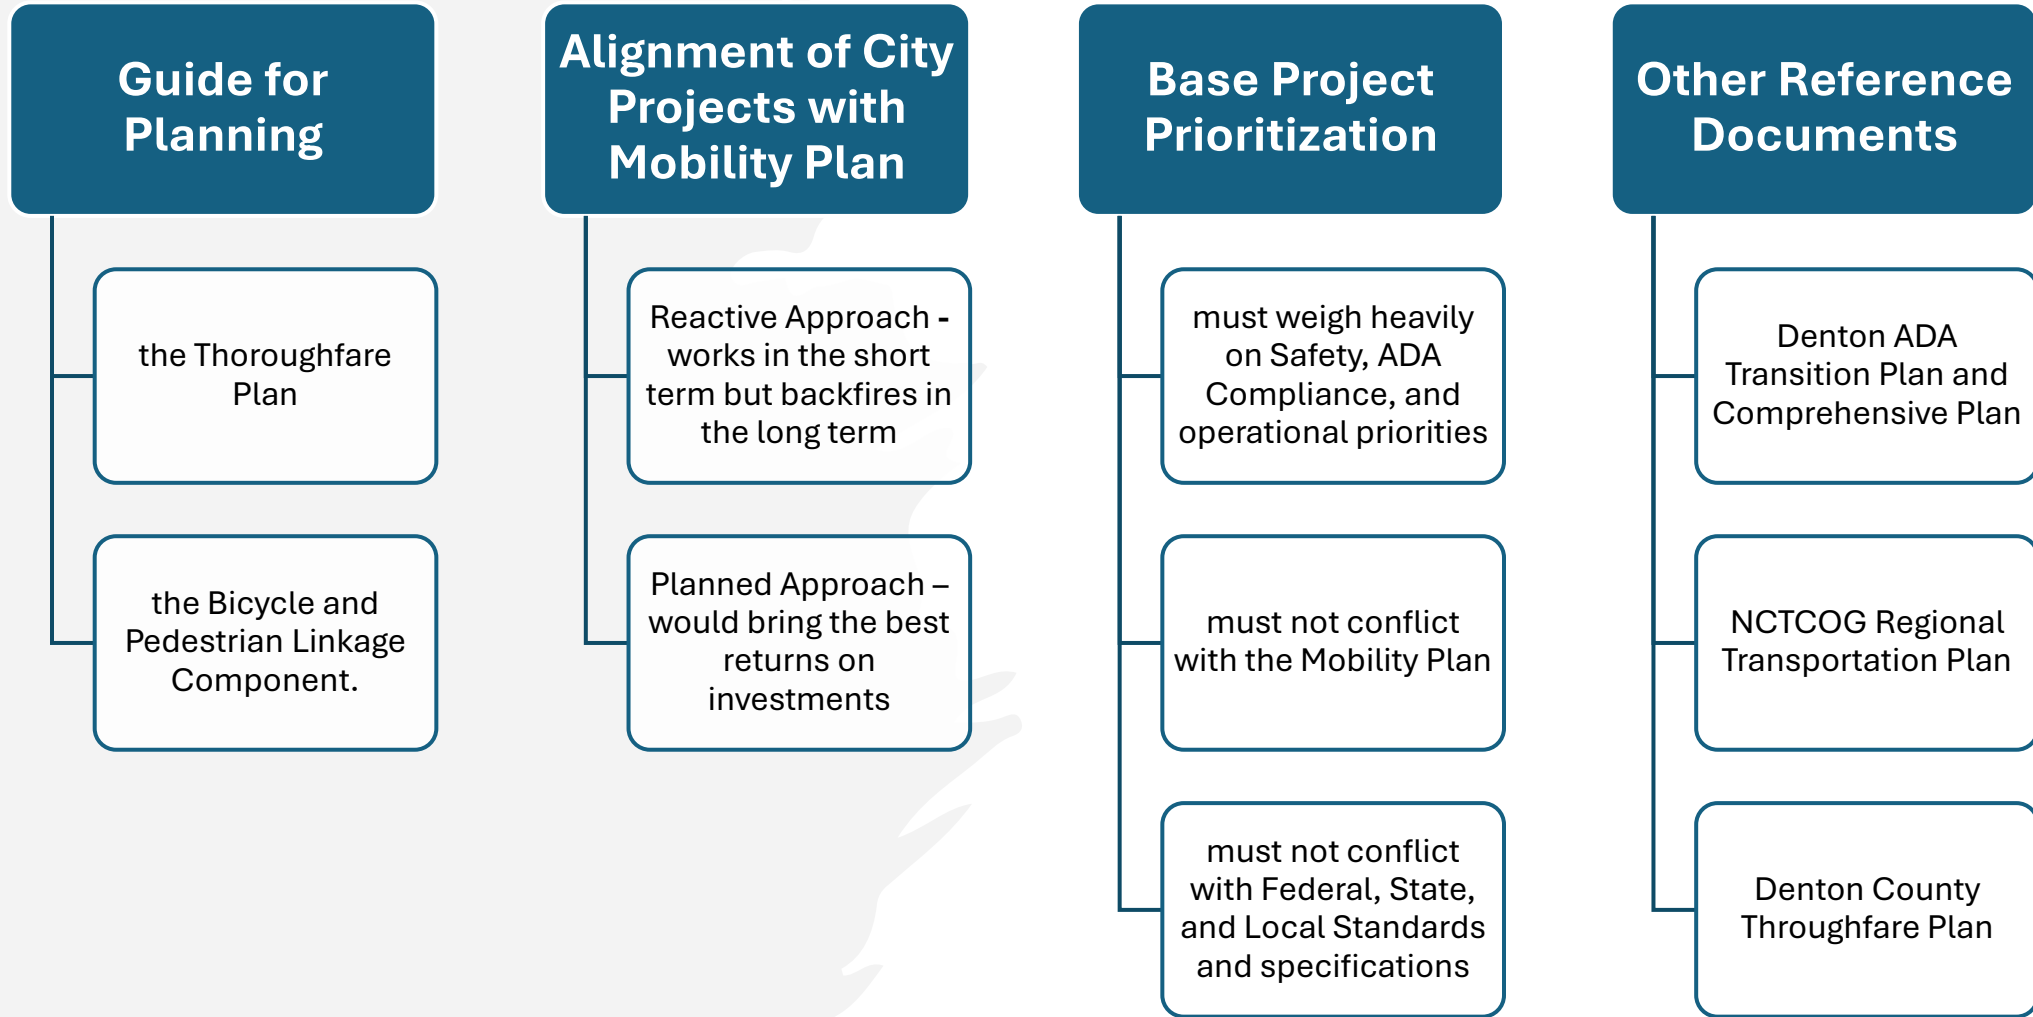 Guide for
Planning
the Thoroughfare
Plan
the Bicycle and
Pedestrian Linkage
Component.
Alignment of City
Projects with
Mobility Plan
Reactive Approach -
works in the short
term but backfires in
the long term
Planned Approach –
would bring the best
returns on
investments
Base Project
Prioritization
must weigh heavily
on Safety, ADA
Compliance, and
operational priorities
must not conflict
with the Mobility Plan
must not conflict
with Federal, State,
and Local Standards
and specifications
Other Reference
Documents
Denton ADA
Transition Plan and
Comprehensive Plan
NCTCOG Regional
Transportation Plan
Denton County
Throughfare Plan